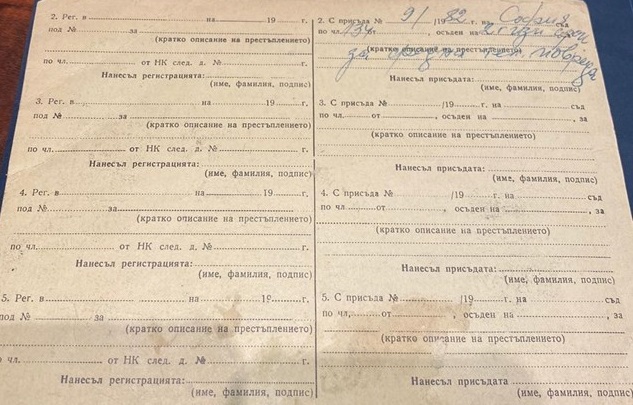 2. Рег. в на 19 г.
под № за
(кратко описание на престъплението)
по чл. от НК след. д. № г.
Нанесъл регистрацията:
(име, фамилия, подпис)
3. Рег. в на 19 г.
под № за
(кратко описание на престъплението)
по чл. от НК след. д. № г.
Нанесъл регистрацията:
(име, фамилия, подпис)
4. Рег. в на 19 г.
под № за
(кратко описание на престъплението)
по чл. от НК след. д. № г.
Нанесъл регистрацията:
(име, фамилия, подпис)
5. Рег. в на 19 г.
под № за
(кратко описание на престъплението)
чл. от НК след. д. № г.
Нанесъл регистрацията:
(име, фамилия, подпис)
2. С присъда № 9/ /19 82 г. на София
по чл. 134 осъден на 2 год
(кратко описание на престъплението)
за тел. повреда
Нанесъл присъдата:
(име, фамилия, подпис)
3. С присъда № /19 г. на съд
по чл. от , осъден на , за
(кратко описание на престъплението)
Нанесъл присъдата:
(име, фамилия, подпис)
4. С присъда № /19 г. на съд
по чл. от , осъден на , за
(кратко описание на престъплението)
Нанесъл присъдата:
(име, фамилия, подпис)
5. С присъда № /19 г. на съд
по чл. от , осъден на , за
(кратко описание на престъплението)
Нанесъл присъдата
(име, фамилия, подпис)